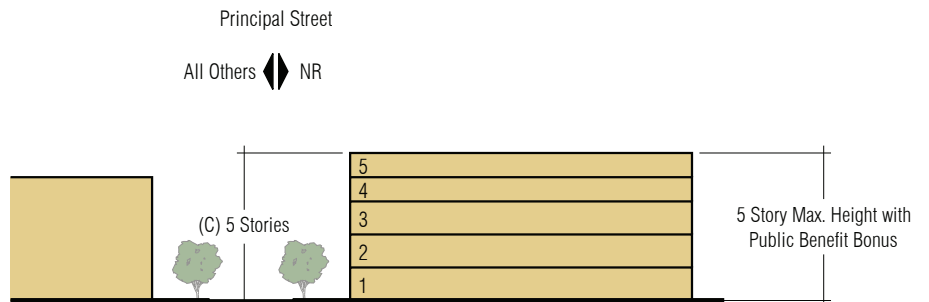 Principal Street
All Others NR
5
4
3
2
1
(C) 5 Stories
5 Story Max. Height with
Public Benefit Bonus